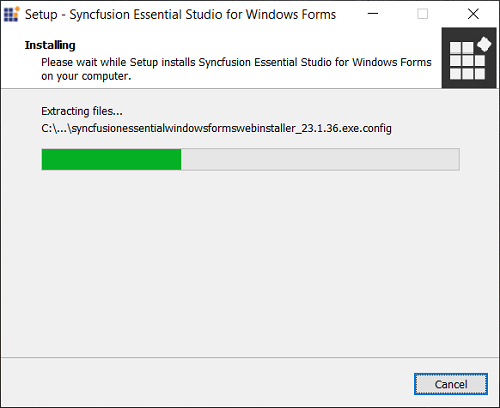 Setup - Syncfusion Essential Studio for Windows Forms
Installing
Please wait while Setup installs Syncfusion Essential Studio for Windows Forms
on your computer.
Extracting files...
C:\...\syncfusionessentialwindowsformswebinstaller_23.1.36.exe.config
Cancel